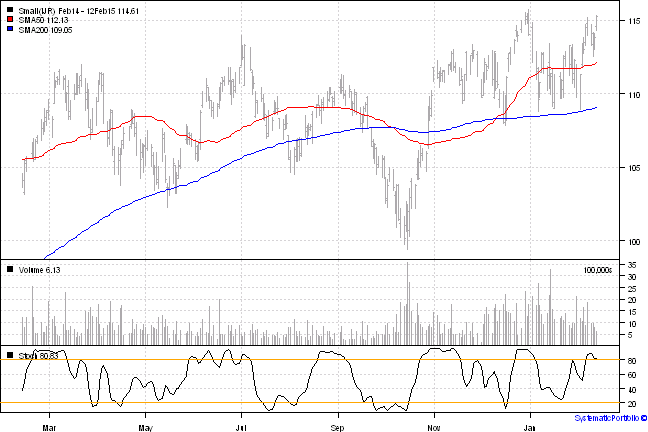 Small(IJR) Feb14 - 12Feb15 114.61
SMA50 112.13
SMA200 109.05
115
110
105
100
Volume 6.13
100,000s
35
30
25
20
15
10
5
Stoch 80.83
80
60
40
20
Mar May Jul Sep Nov Jan
SystematicPortfolio ©